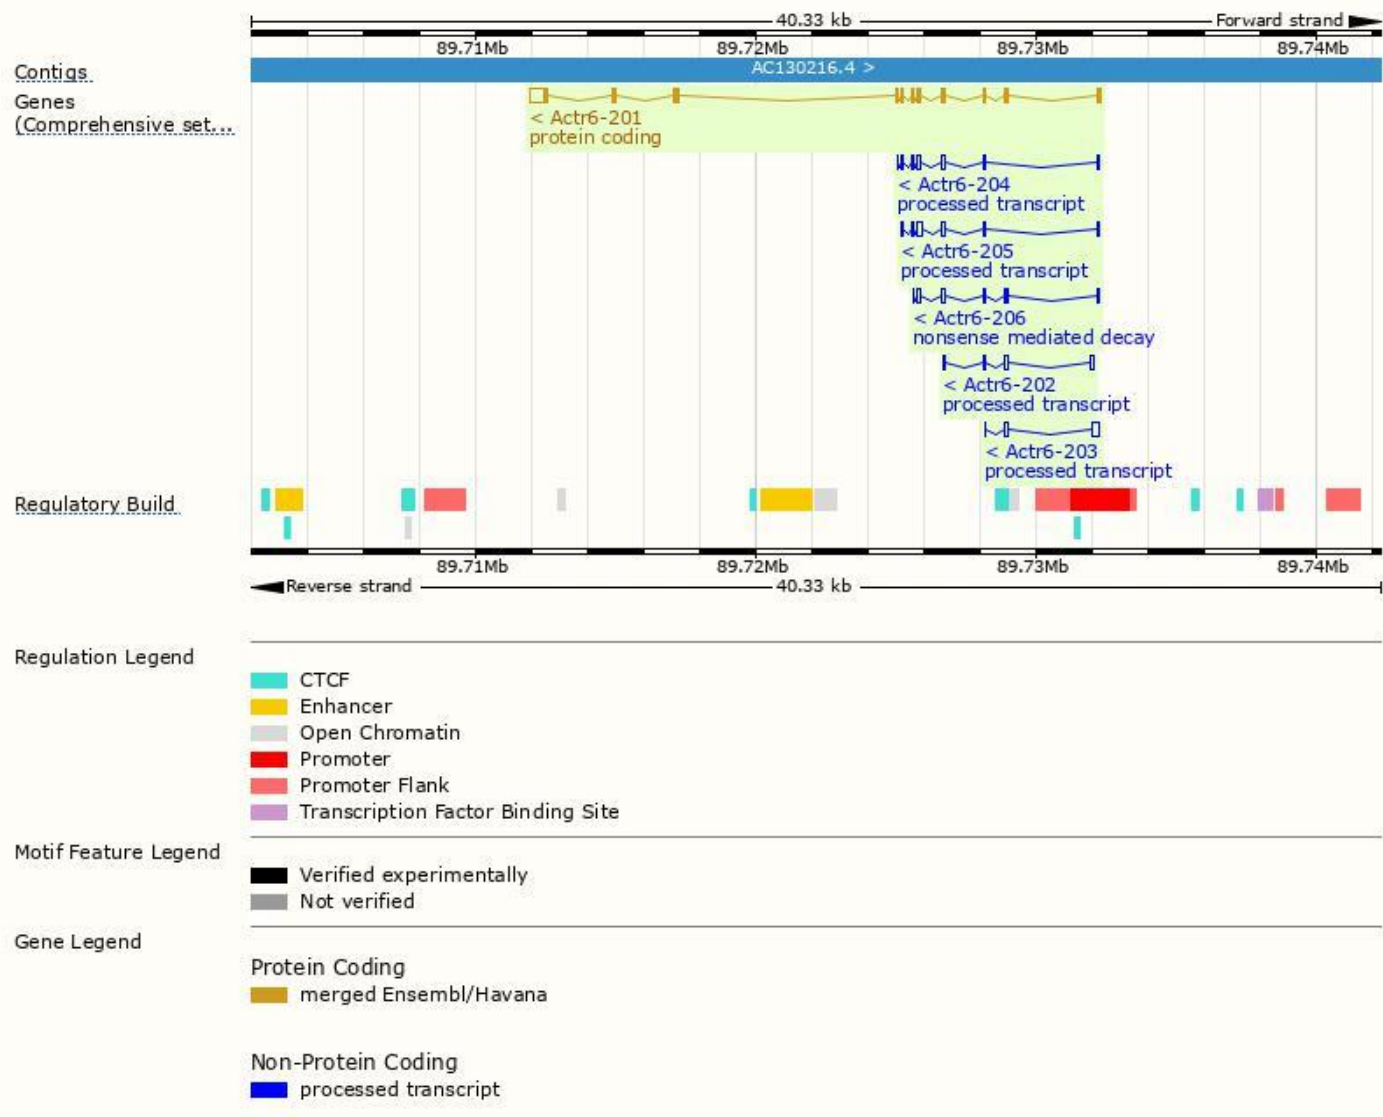 40.33 kb Forward strand
89.71Mb 89.72Mb 89.73Mb 89.74Mb
Contigs AC130216.4 >
Genes
(Comprehensive set...
< Actr6-201
protein coding
< Actr6-204
processed transcript
< Actr6-205
processed transcript
< Actr6-206
nonsense mediated decay
< Actr6-202
processed transcript
< Actr6-203
processed transcript
Regulatory Build
89.71Mb 89.72Mb 89.73Mb 89.74Mb
Reverse strand 40.33 kb
Regulation Legend
CTCF
Enhancer
Open Chromatin
Promoter
Promoter Flank
Transcription Factor Binding Site
Motif Feature Legend
Verified experimentally
Not verified
Gene Legend
Protein Coding
merged Ensembl/Havana
Non-Protein Coding
processed transcript